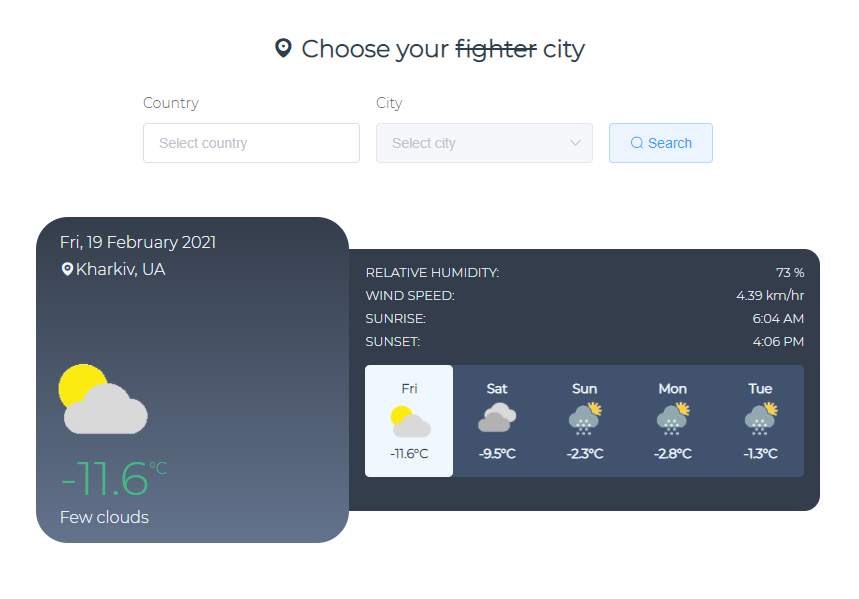 Choose your fighter city
Country
City
Select country
Select city
Search
Fri, 19 February 2021
Kharkiv, UA
-11.6°C
Few clouds
RELATIVE HUMIDITY: 73 %
WIND SPEED: 4.39 km/hr
SUNRISE: 6:04 AM
SUNSET: 4:06 PM
Fri Sat Sun Mon Tue
-11.6°C -9.5°C -2.3°C -2.8°C -1.3°C